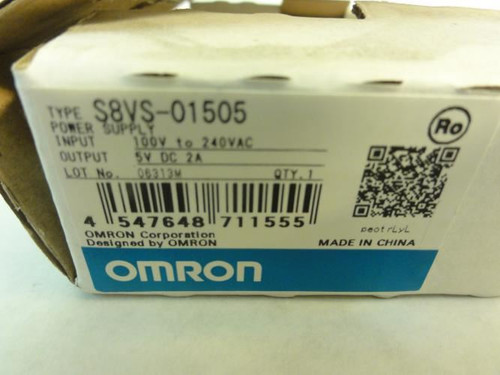 TYPE S8VS-01505
POWER SUPPLY
INPUT 100V to 240VAC
OUTPUT 5V DC 2A
LOT No. 06313M QTY.1
Ro
4 547648 711555
OMRON Corporation
Designed by OMRON
MADE IN CHINA
OMRON